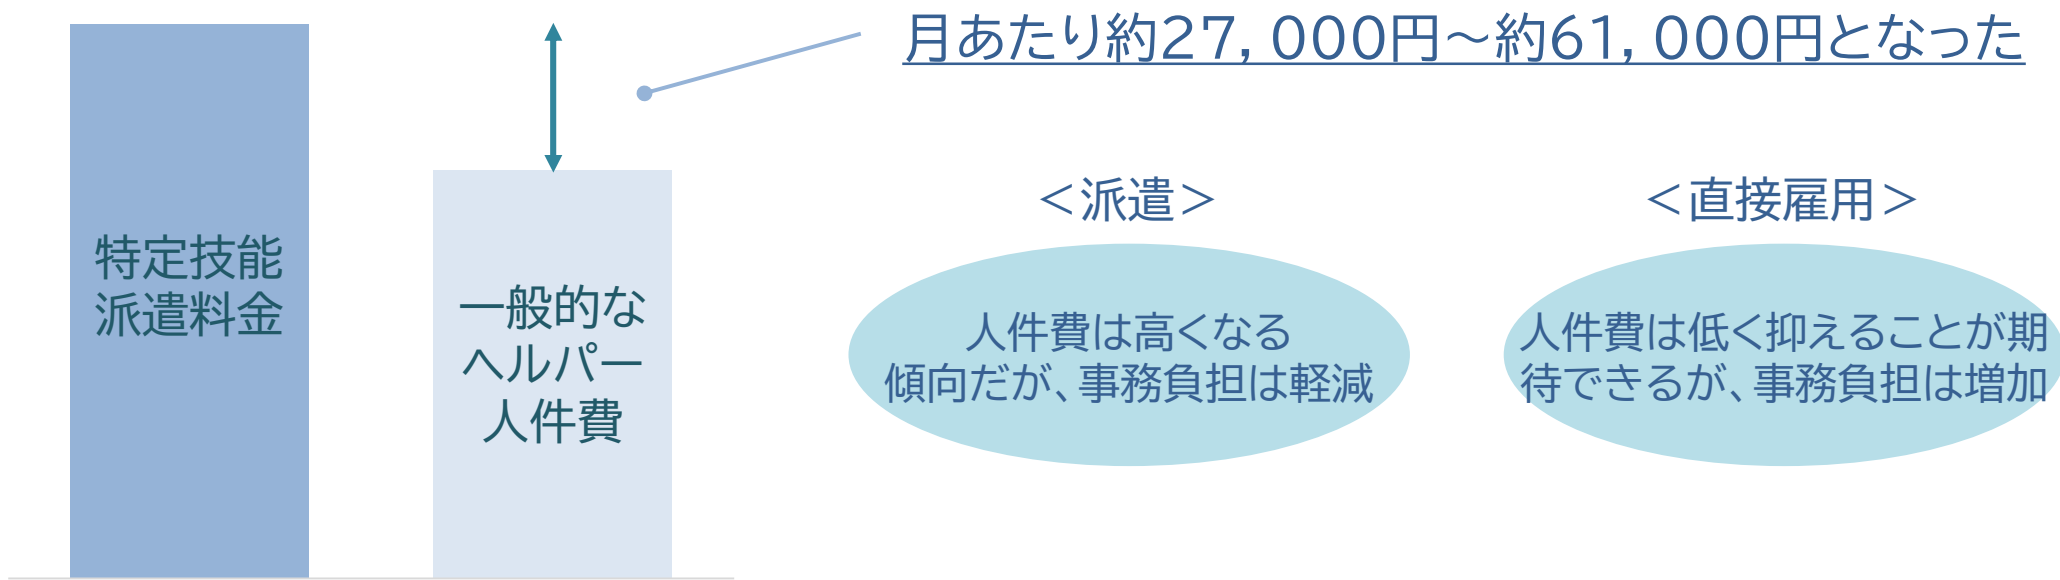 月あたり約27,000円～約61,000円となった
特定技能
派遣料金
一般的な
ヘルパー
人件費
＜派遣＞
人件費は高くなる
傾向だが、事務負担は軽減
＜直接雇用＞
人件費は低く抑えることが期
待できるが、事務負担は増加